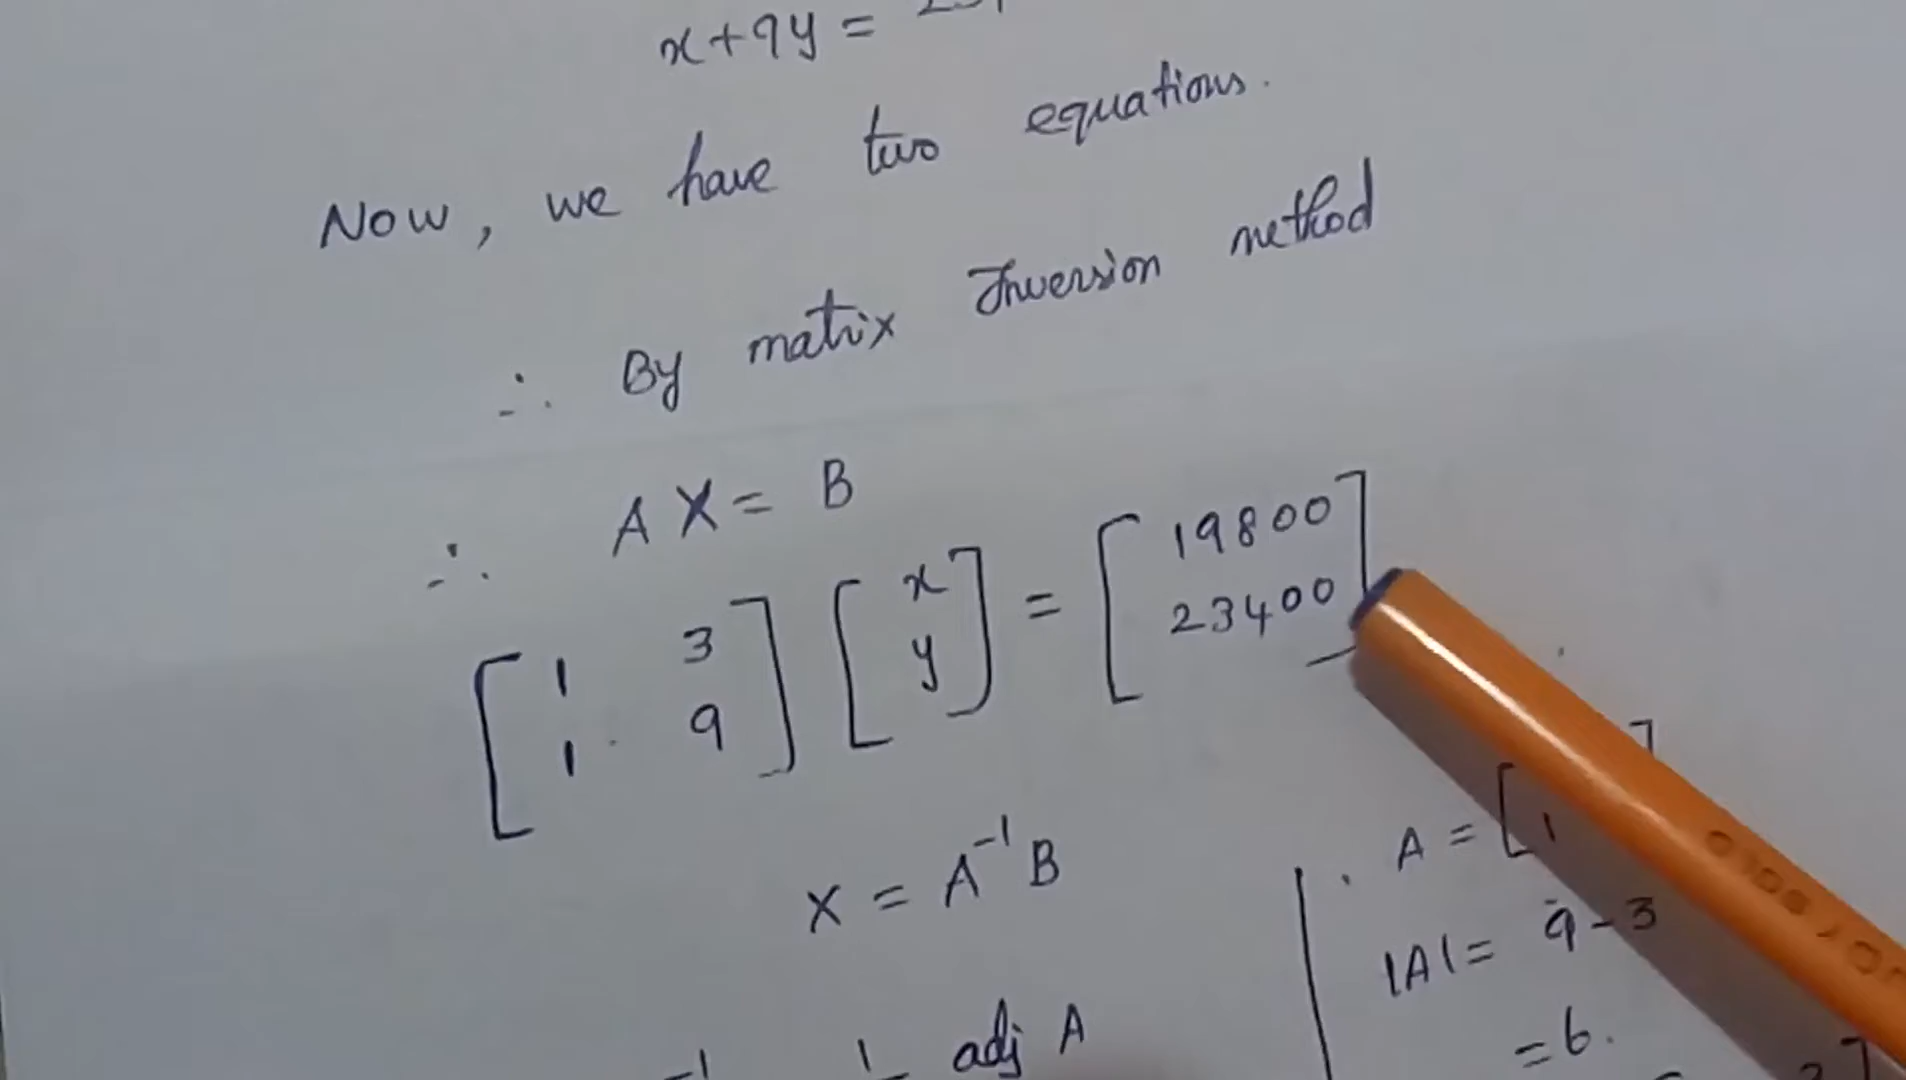 x+9y =
Now, we have two equations.
∴ By matrix Inversion method
∴ AX = B
[1 3
1 9] [x
y] = [19800
23400]
X = A⁻¹ B
A = [1
|A| = 9-3
= 6.
adj A